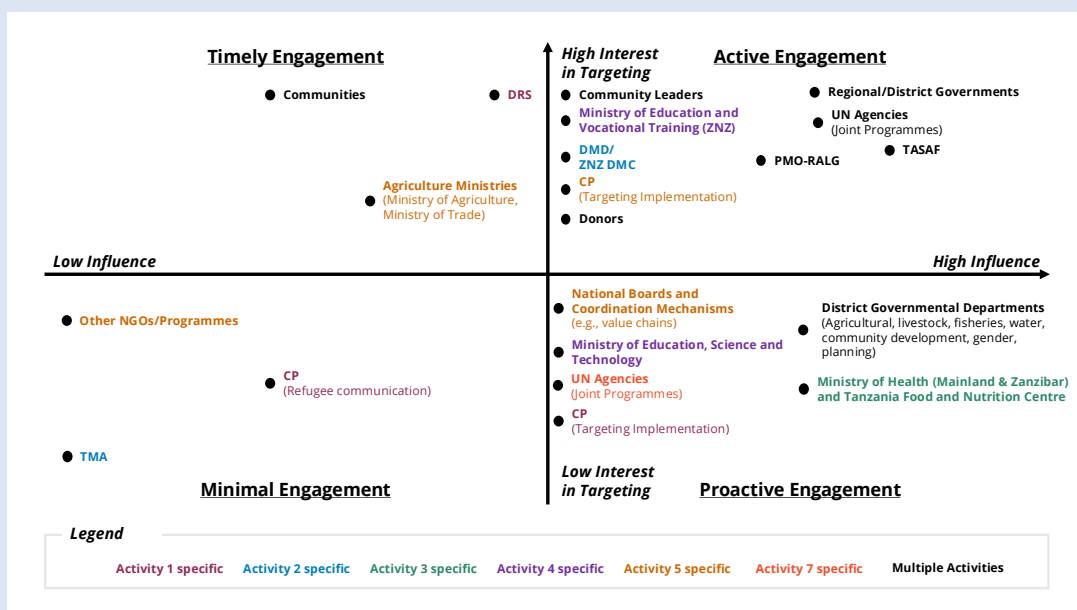 Timely Engagement
High Interest
in Targeting
Active Engagement
Communities
DRS
Agriculture Ministries
(Ministry of Agriculture,
Ministry of Trade)
Community Leaders
Ministry of Education and
Vocational Training (ZNZ)
DMD/
ZNZ DMC
CP
(Targeting Implementation)
Donors
Regional/District Governments
UN Agencies
(Joint Programmes)
TASAF
PMO-RALG
Low Influence
High Influence
Other NGOs/Programmes
CP
(Refugee communication)
TMA
National Boards and
Coordination Mechanisms
(e.g., value chains)
Ministry of Education, Science and
Technology
UN Agencies
(Joint Programmes)
CP
(Targeting Implementation)
District Governmental Departments
(Agricultural, livestock, fisheries, water,
community development, gender,
planning)
Ministry of Health (Mainland & Zanzibar)
and Tanzania Food and Nutrition Centre
Minimal Engagement
Low Interest
in Targeting
Proactive Engagement
Legend
Activity 1 specific
Activity 2 specific
Activity 3 specific
Activity 4 specific
Activity 5 specific
Activity 7 specific
Multiple Activities